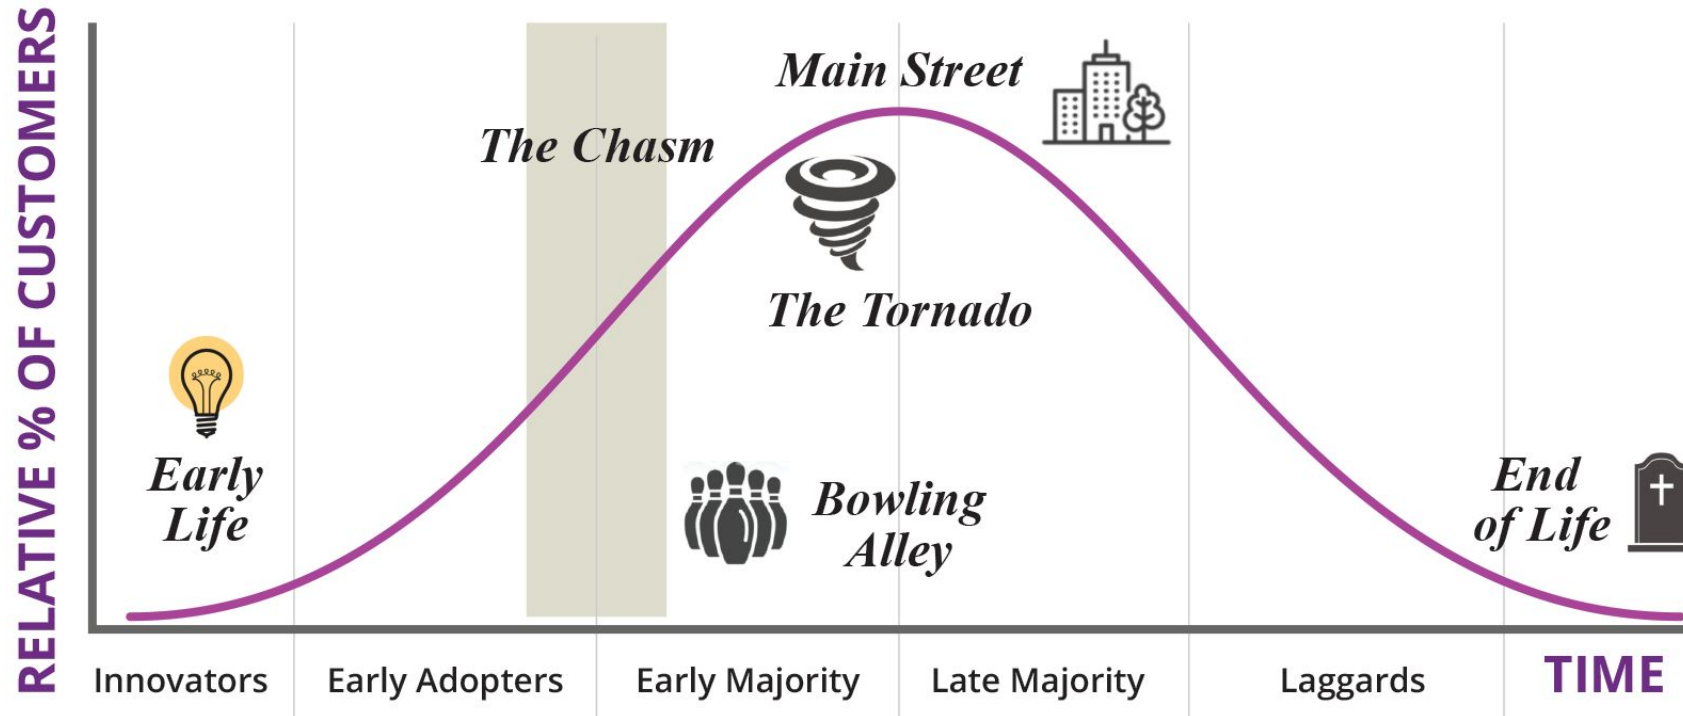 RELATIVE % OF CUSTOMERS
Main Street
The Chasm
The Tornado
Early
Life
Bowling
Alley
End
of Life
Innovators
Early Adopters
Early Majority
Late Majority
Laggards
TIME